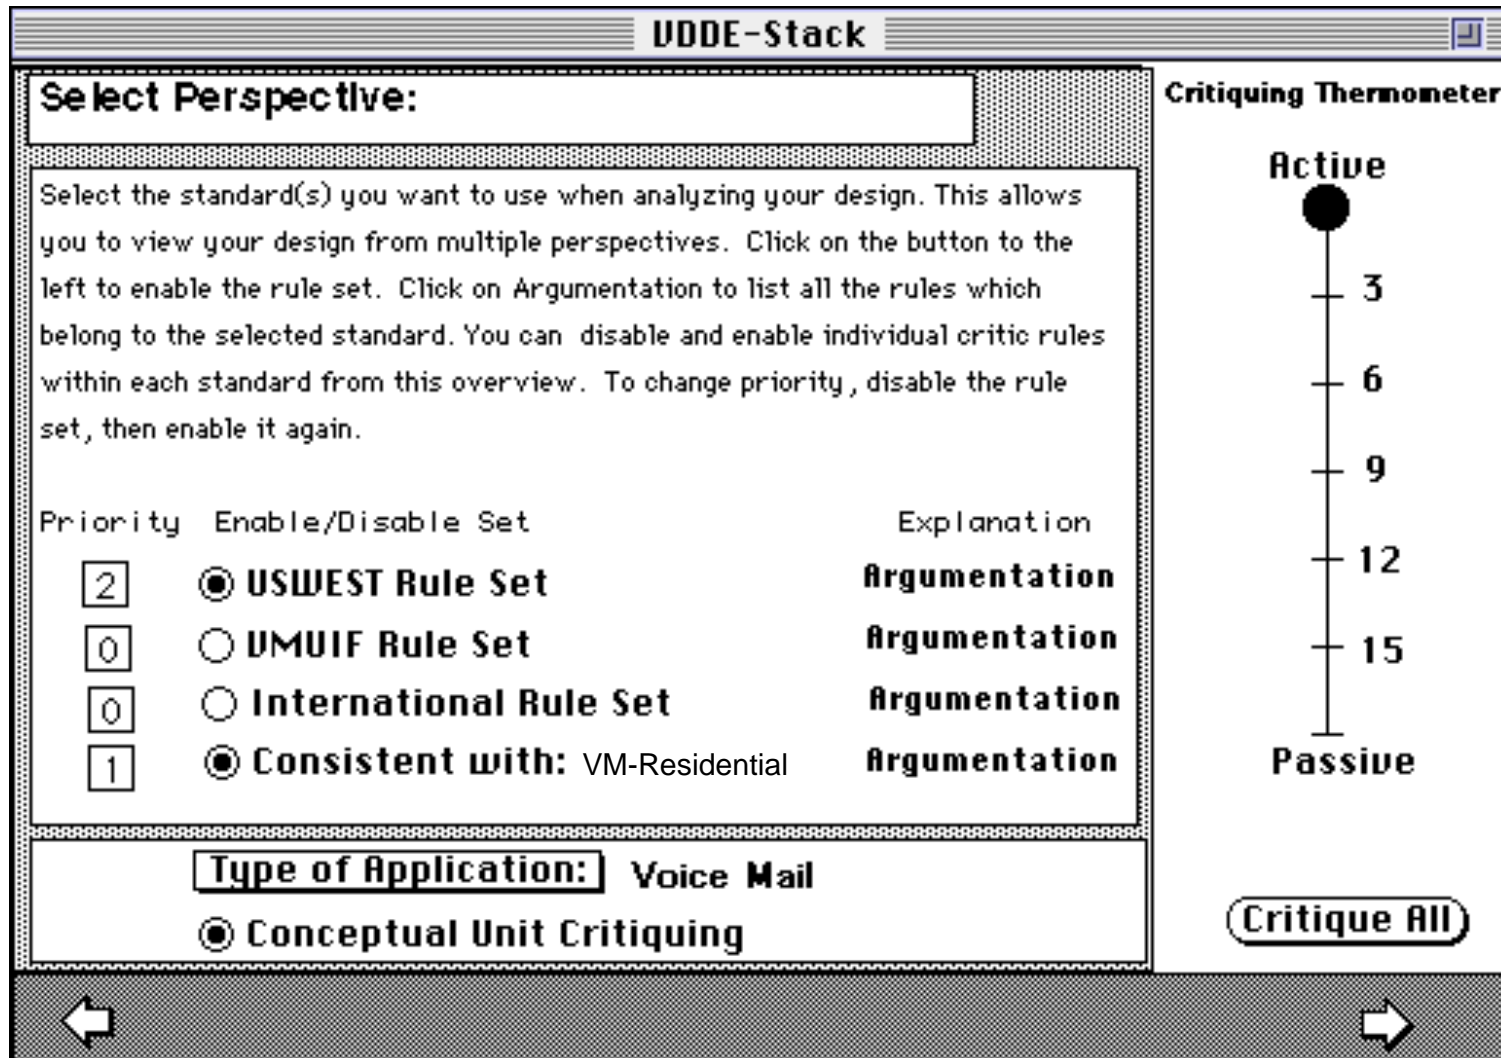 VDDE-Stack
Select Perspective:
Select the standard(s) you want to use when analyzing your design. This allows
you to view your design from multiple perspectives. Click on the button to the
left to enable the rule set. Click on Argumentation to list all the rules which
belong to the selected standard. You can disable and enable individual critic rules
within each standard from this overview. To change priority, disable the rule
set, then enable it again.
Priority Enable/Disable Set Explanation
2 USWEST Rule Set Argumentation
0 VMUIF Rule Set Argumentation
0 International Rule Set Argumentation
1 Consistent with: VM-Residential Argumentation
Type of Application: Voice Mail
Conceptual Unit Critiquing
Critiquing Thermometer
Active
3
6
9
12
15
Passive
Critique All